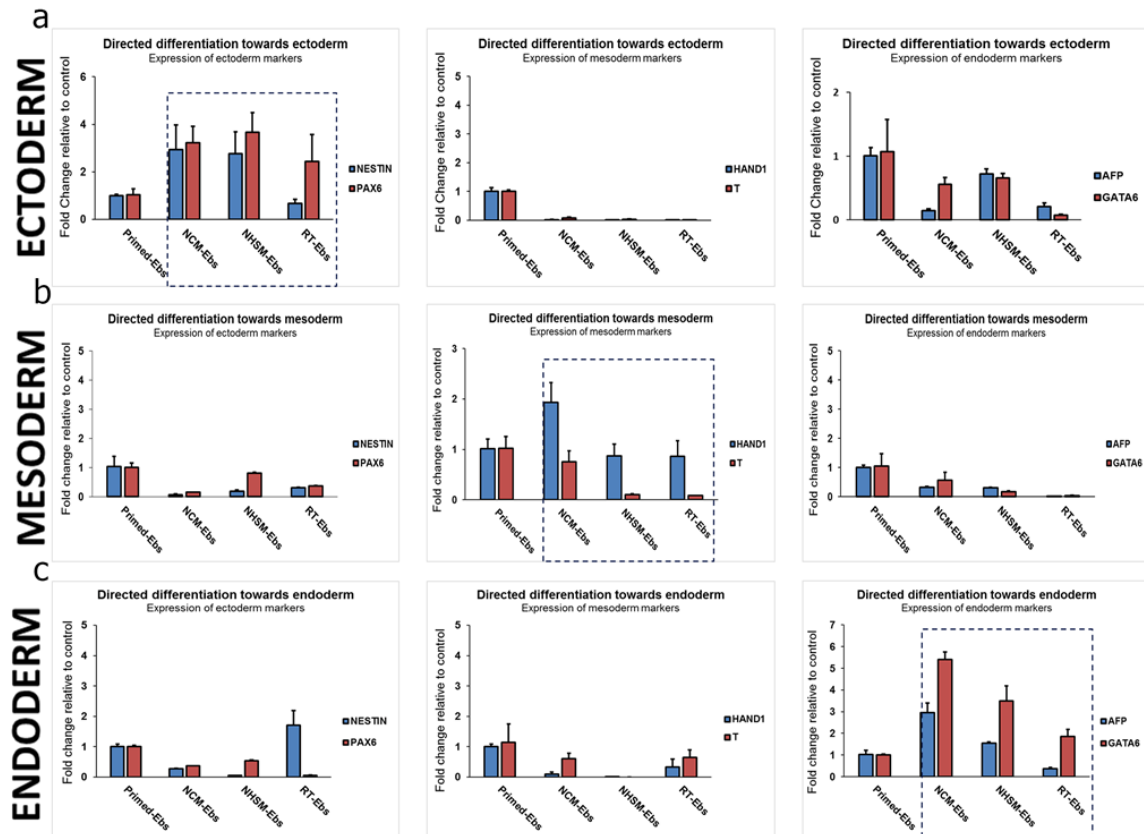 a
ECTODERM
Directed differentiation towards ectoderm
Expression of ectoderm markers
Fold Change relative to control
6
4
2
0
NESTIN
PAX6
Primed-Ebs
NCM-Ebs
NHSM-Ebs
RT-Ebs
Directed differentiation towards ectoderm
Expression of mesoderm markers
Fold Change relative to control
5
4
3
2
1
0
HAND1
T
Primed-Ebs
NCM-Ebs
NHSM-Ebs
RT-Ebs
Directed differentiation towards ectoderm
Expression of endoderm markers
Fold Change relative to control
2
1
0
AFP
GATA6
Primed-Ebs
NCM-Ebs
NHSM-Ebs
RT-Ebs
b
MESODERM
Directed differentiation towards mesoderm
Expression of ectoderm markers
Fold change relative to control
5
4
3
2
1
0
NESTIN
PAX6
Primed-Ebs
NCM-Ebs
NHSM-Ebs
RT-Ebs
Directed differentiation towards mesoderm
Expression of mesoderm markers
Fold change relative to control
3
2
1
0
HAND1
T
Primed-Ebs
NCM-Ebs
NHSM-Ebs
RT-Ebs
Directed differentiation towards mesoderm
Expression of endoderm markers
Fold change relative to control
5
4
3
2
1
0
AFP
GATA6
Primed-Ebs
NCM-Ebs
NHSM-Ebs
RT-Ebs
c
ENDODERM
Directed differentiation towards endoderm
Expression of ectoderm markers
Fold change relative to control
5
4
3
2
1
0
NESTIN
PAX6
Primed-Ebs
NCM-Ebs
NHSM-Ebs
RT-Ebs
Directed differentiation towards endoderm
Expression of mesoderm markers
Fold change relative to control
5
4
3
2
1
0
HAND1
T
Primed-Ebs
NCM-Ebs
NHSM-Ebs
RT-Ebs
Directed differentiation towards endoderm
Expression of endoderm markers
Fold change relative to control
7
6
5
4
3
2
1
0
AFP
GATA6
Primed-Ebs
NCM-Ebs
NHSM-Ebs
RT-Ebs